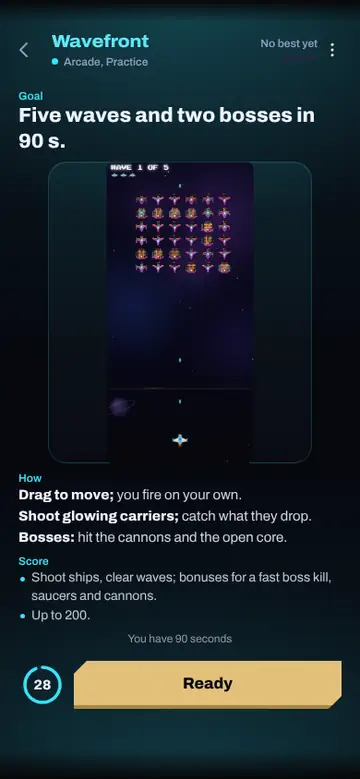 Wavefront
No best yet
Arcade, Practice
Goal
Five waves and two bosses in
90 s.
WAVE 1 OF 5
How
Drag to move; you fire on your own.
Shoot glowing carriers; catch what they drop.
Bosses: hit the cannons and the open core.
Score
Shoot ships, clear waves; bonuses for a fast boss kill,
saucers and cannons.
Up to 200.
You have 90 seconds
28
Ready